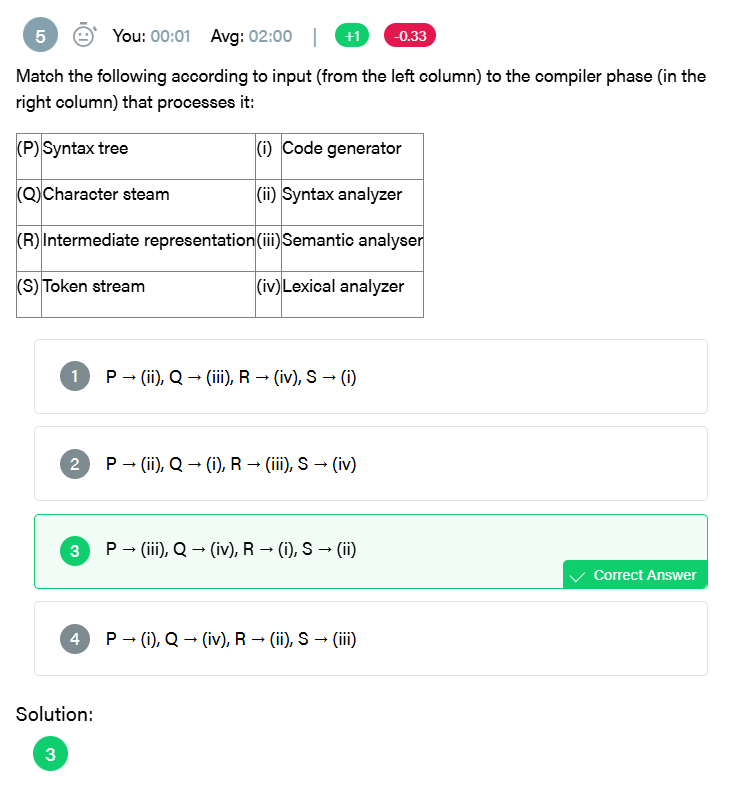 5 You: 00:01 Avg: 02:00 | +1 -0.33
Match the following according to input (from the left column) to the compiler phase (in the
right column) that processes it:
(P) Syntax tree (i) Code generator
(Q) Character steam (ii) Syntax analyzer
(R) Intermediate representation (iii) Semantic analyser
(S) Token stream (iv) Lexical analyzer
1 P → (ii), Q → (iii), R → (iv), S → (i)
2 P → (ii), Q → (i), R → (iii), S → (iv)
3 P → (iii), Q → (iv), R → (i), S → (ii)
Correct Answer
4 P → (i), Q → (iv), R → (ii), S → (iii)
Solution:
3